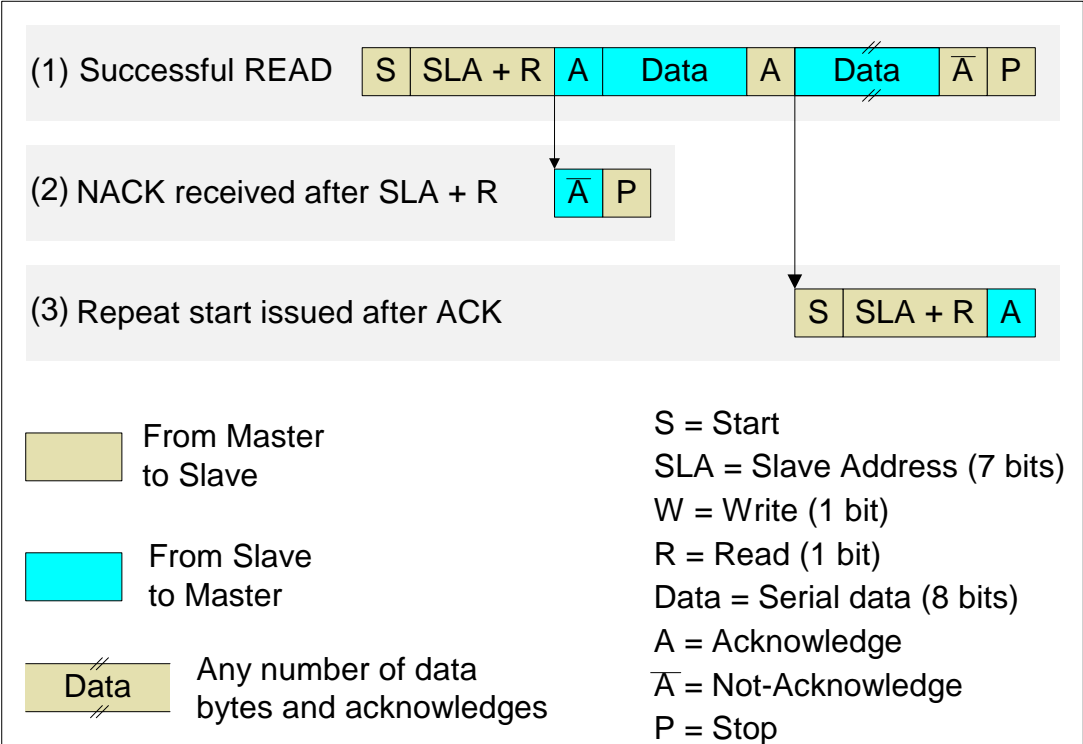 (1) Successful READ S SLA + R A Data A Data A̅ P
(2) NACK received after SLA + R A̅ P
(3) Repeat start issued after ACK S SLA + R A
From Master
to Slave
From Slave
to Master
Data
Any number of data
bytes and acknowledges
S = Start
SLA = Slave Address (7 bits)
W = Write (1 bit)
R = Read (1 bit)
Data = Serial data (8 bits)
A = Acknowledge
A̅ = Not-Acknowledge
P = Stop